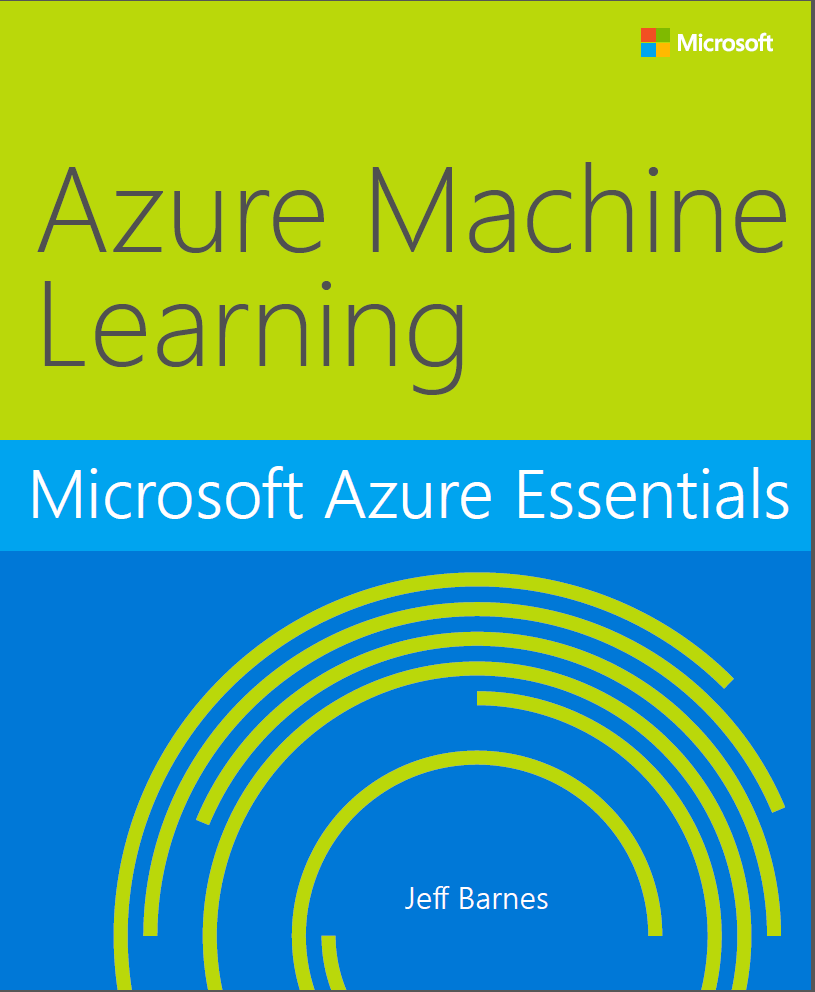 Microsoft
Azure Machine
Learning
Microsoft Azure Essentials
Jeff Barnes